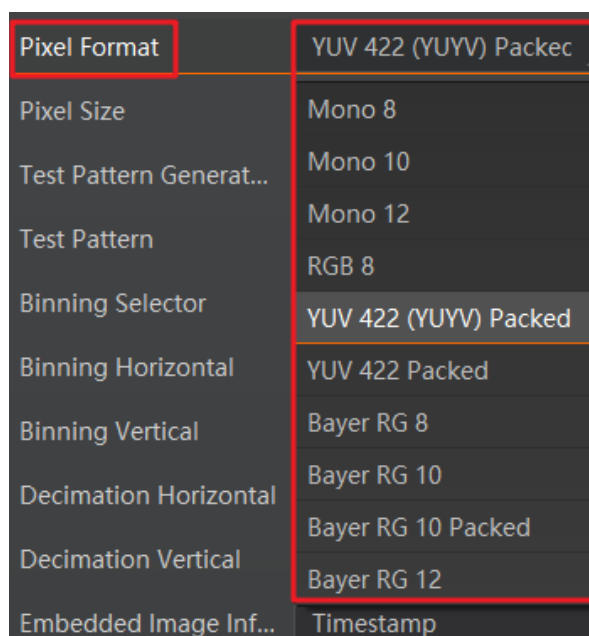 Pixel Format
YUV 422 (YUYV) Packec
Pixel Size
Mono 8
Mono 10
Test Pattern Generat...
Mono 12
Test Pattern
RGB 8
Binning Selector
YUV 422 (YUYV) Packed
Binning Horizontal
YUV 422 Packed
Binning Vertical
Bayer RG 8
Bayer RG 10
Decimation Horizontal
Bayer RG 10 Packed
Decimation Vertical
Bayer RG 12
Embedded Image Inf...
Timestamp